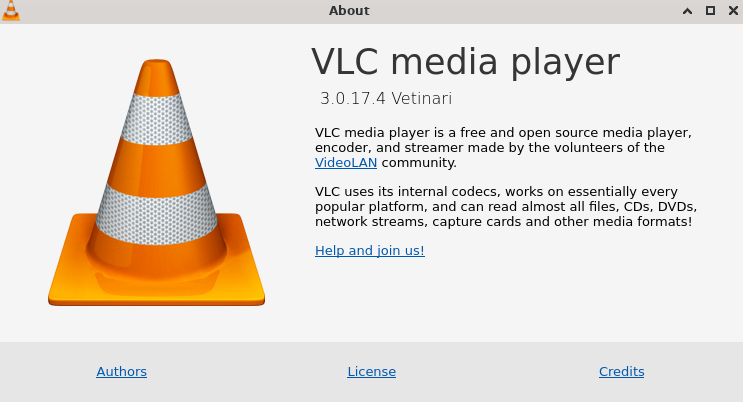 About
VLC media player
3.0.17.4 Vetinari
VLC media player is a free and open source media player,
encoder, and streamer made by the volunteers of the
VideoLAN community.
VLC uses its internal codecs, works on essentially every
popular platform, and can read almost all files, CDs, DVDs,
network streams, capture cards and other media formats!
Help and join us!
Authors License Credits